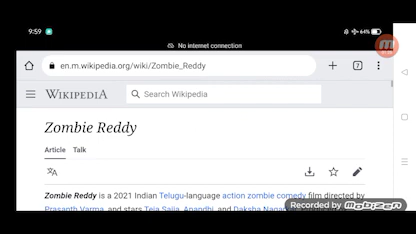 9:59
64%
No internet connection
en.m.wikipedia.org/wiki/Zombie_Reddy
7
WIKIPEDIA
Search Wikipedia
Zombie Reddy
Article Talk
Zombie Reddy is a 2021 Indian Telugu-language action zombie comedy film directed by
Prasanth Varma, and stars Teja Sajja, Anandhi, and Daksha
Recorded by mobizen